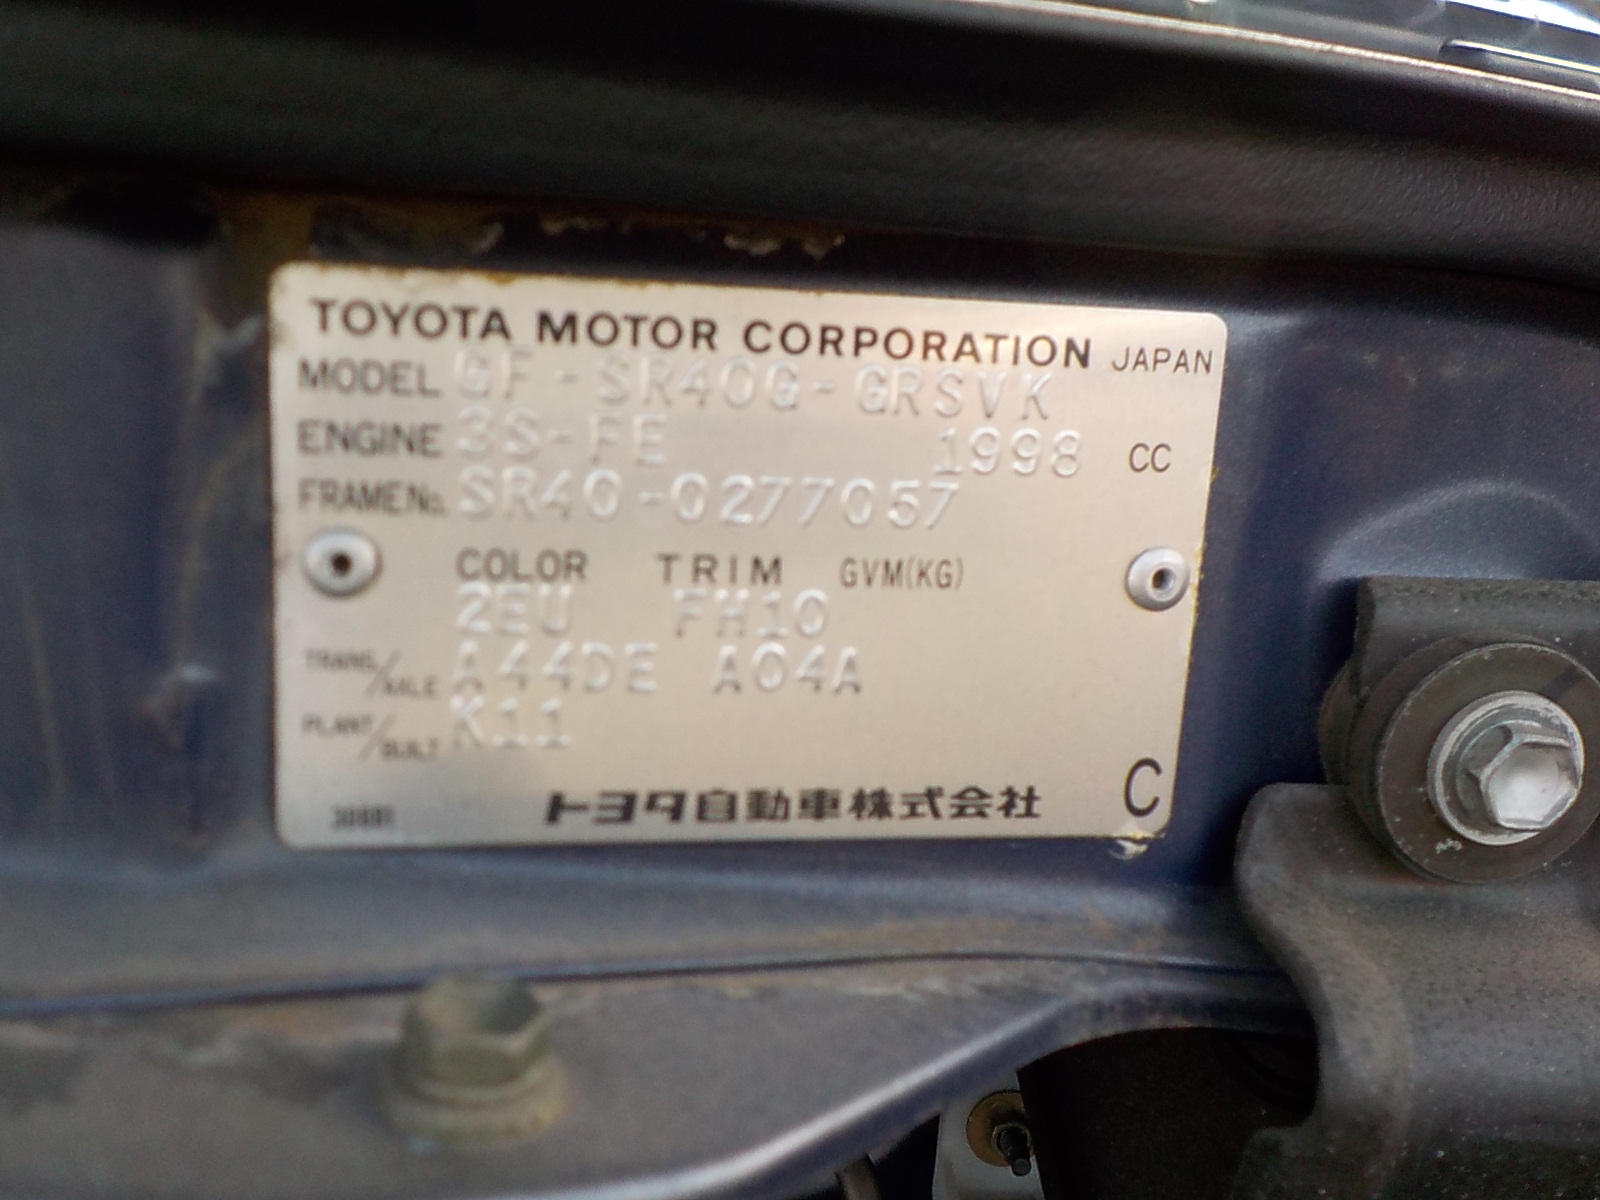 TOYOTA MOTOR CORPORATION JAPAN
MODEL GF-SR40G-GRSVK
ENGINE 3S-FE 1998 CC
FRAME No. SR40-0277057
COLOR TRIM GVM(KG)
2EU FH10
TRANS/AXLE A44DE A04A
PLANT/BUILT K11
トヨタ自動車株式会社 C